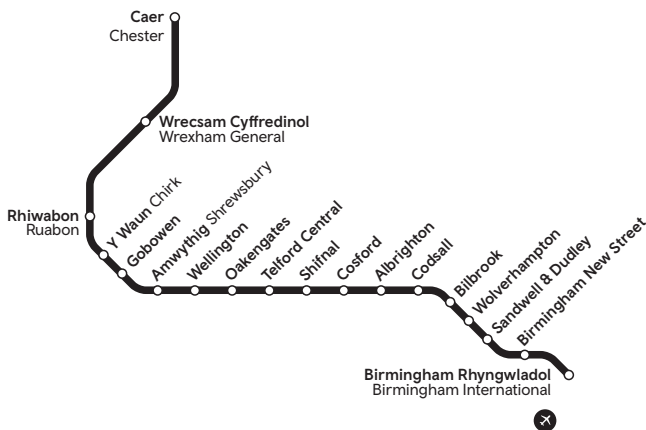 Caer
Chester
Wrecsam Cyffredinol
Wrexham General
Rhiwabon
Ruabon
Y Waun Chirk
Gobowen
Amwythig Shrewsbury
Wellington
Oakengates
Telford Central
Shifnal
Cosford
Albrighton
Codsall
Bilbrook
Wolverhampton
Sandwell & Dudley
Birmingham New Street
Birmingham Rhyngwladol
Birmingham International